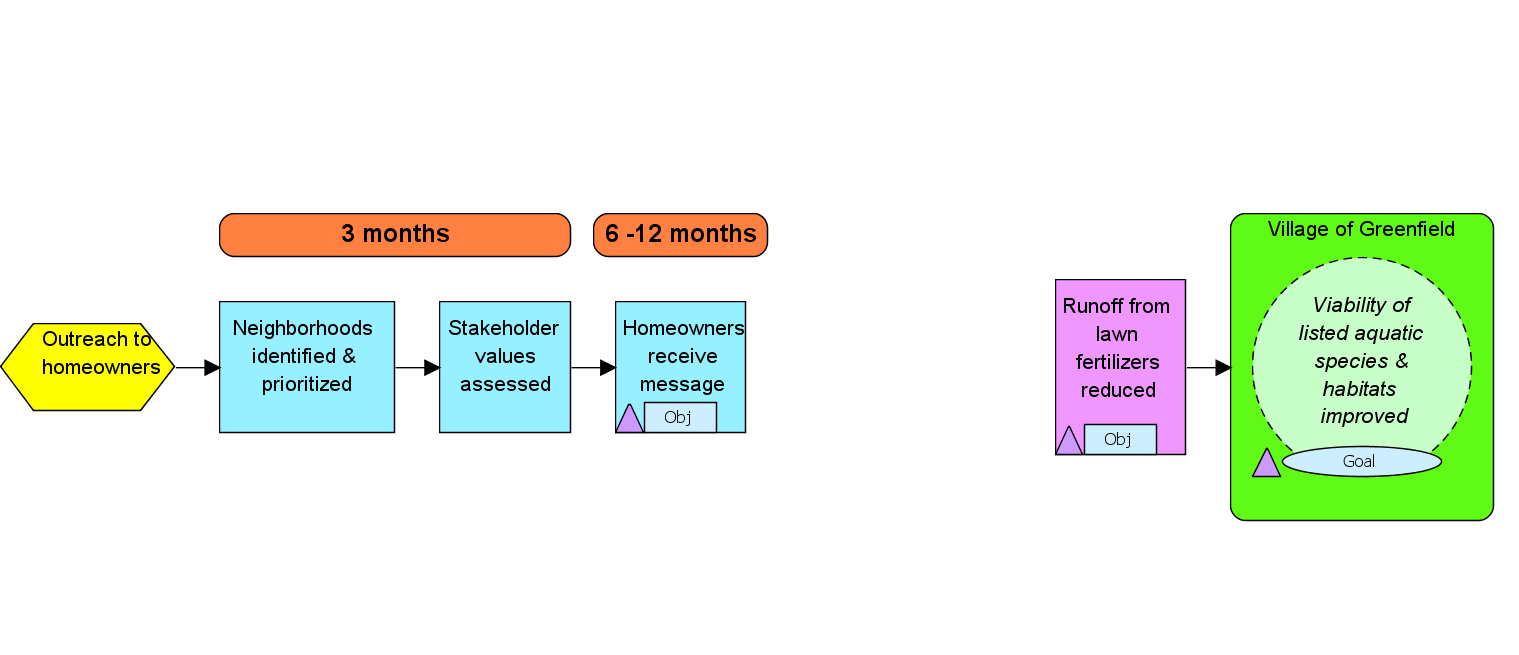 3 months
6 -12 months
Village of Greenfield
Outreach to
homeowners
Neighborhoods
identified &
prioritized
Stakeholder
values
assessed
Homeowners
receive
message
Obj
Runoff from
lawn
fertilizers
reduced
Obj
Viability of
listed aquatic
species &
habitats
improved
Goal